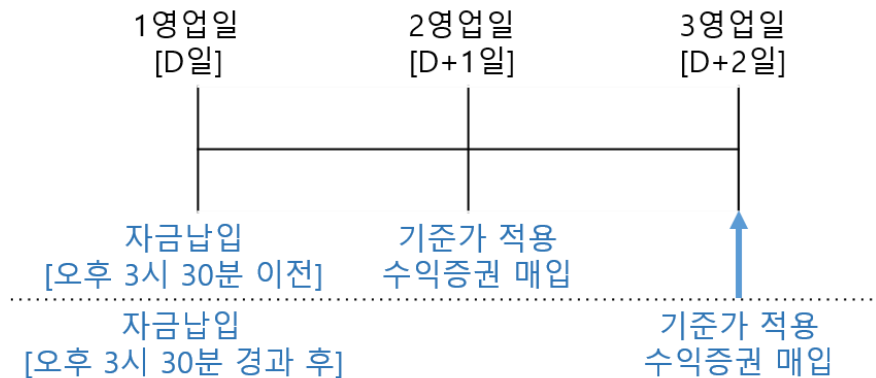 1영업일
[D일]
2영업일
[D+1일]
3영업일
[D+2일]
자금납입
[오후 3시 30분 이전]
기준가 적용
수익증권 매입
자금납입
[오후 3시 30분 경과 후]
기준가 적용
수익증권 매입